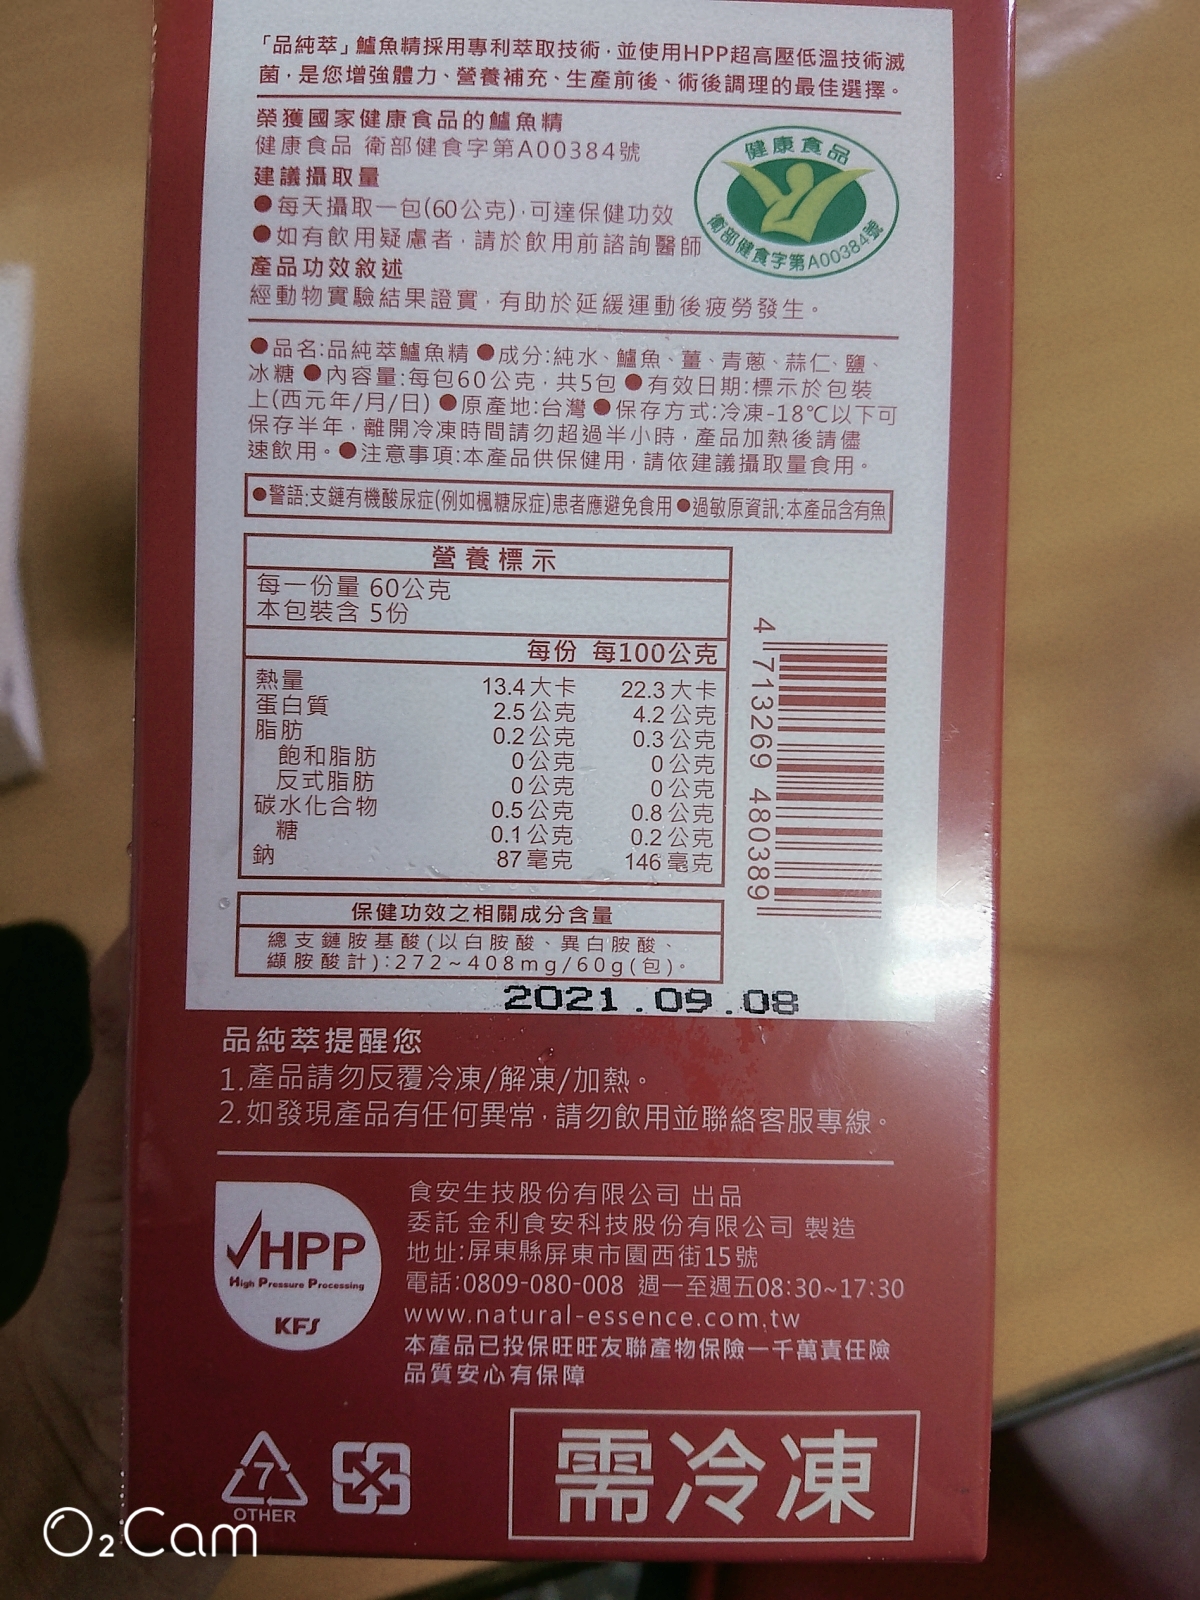 「品純萃」鱸魚精採用專利萃取技術,並使用HPP超高壓低溫技術滅
菌,是您增強體力、營養補充、生產前後、術後調理的最佳選擇。
榮獲國家健康食品的鱸魚精
健康食品 衛部健食字第A00384號
建議攝取量
●每天攝取一包(60公克),可達保健功效
●如有飲用疑慮者,請於飲用前諮詢醫師
產品功效敘述
經動物實驗結果證實,有助於延緩運動後疲勞發生。
健康食品
衛部健食字第A00384號
●品名:品純萃鱸魚精 ●成分:純水、鱸魚、薑、青蔥、蒜仁、鹽、
冰糖 ●內容量:每包60公克,共5包 ●有效日期:標示於包裝
上(西元年/月/日) ●原產地:台灣 ●保存方式:冷凍-18℃以下可
保存半年,離開冷凍時間請勿超過半小時,產品加熱後請儘
速飲用。●注意事項:本產品供保健用,請依建議攝取量食用。
●警語:支鏈有機酸尿症(例如楓糖尿症)患者應避免食用 ●過敏原資訊:本產品含有魚
營養標示
每一份量 60公克
本包裝含 5份
每份 每100公克
熱量 13.4大卡 22.3大卡
蛋白質 2.5公克 4.2公克
脂肪 0.2公克 0.3公克
飽和脂肪 0公克 0公克
反式脂肪 0公克 0公克
碳水化合物 0.5公克 0.8公克
糖 0.1公克 0.2公克
鈉 87毫克 146毫克
4 713269 480389
保健功效之相關成分含量
總支鏈胺基酸(以白胺酸、異白胺酸、
纈胺酸計):272~408mg/60g(包)。
2021.09.08
品純萃提醒您
1.產品請勿反覆冷凍/解凍/加熱。
2.如發現產品有任何異常,請勿飲用並聯絡客服專線。
HPP
High Pressure Processing
KFS
食安生技股份有限公司 出品
委託 金利食安科技股份有限公司 製造
地址:屏東縣屏東市園西街15號
電話:0809-080-008 週一至週五08:30~17:30
www.natural-essence.com.tw
本產品已投保旺旺友聯產物保險一千萬責任險
品質安心有保障
7
OTHER
需冷凍
O2Cam